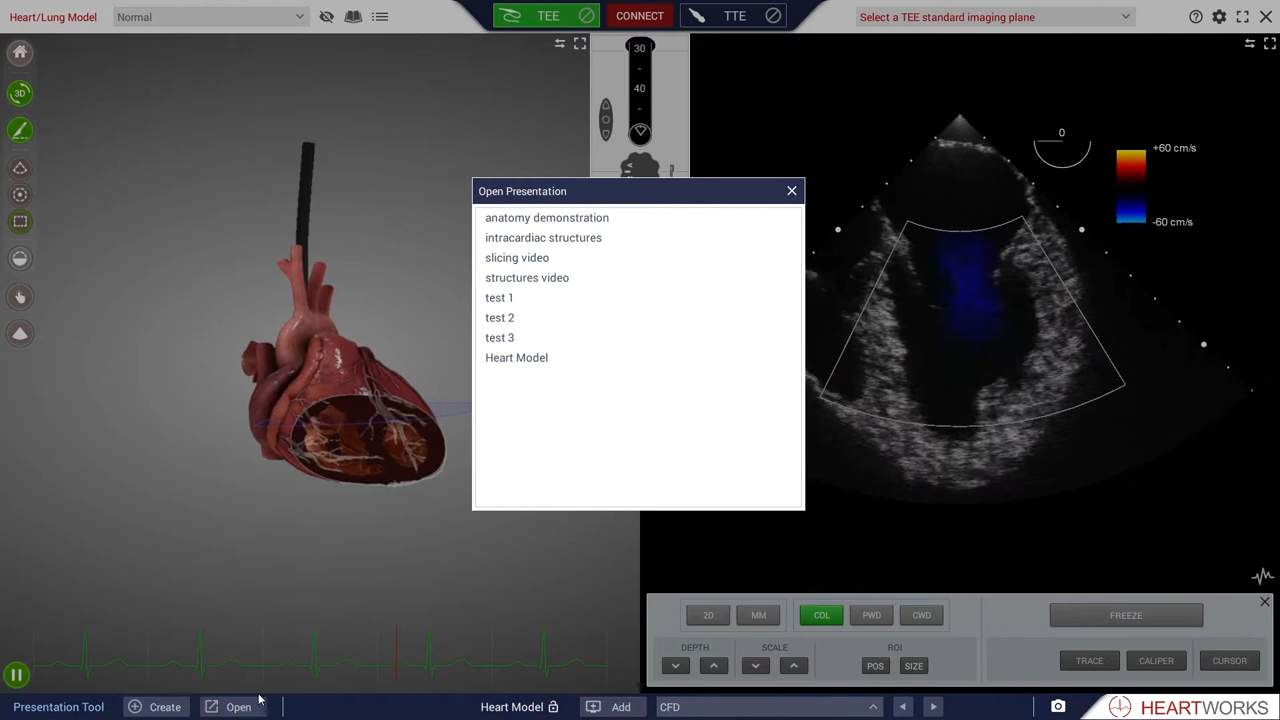 Heart/Lung Model
Normal
TEE
CONNECT
TTE
Select a TEE standard imaging plane
3D
30
40
0
+60 cm/s
-60 cm/s
Open Presentation
anatomy demonstration
intracardiac structures
slicing video
structures video
test 1
test 2
test 3
Heart Model
2D
MM
COL
PWD
CWD
FREEZE
DEPTH
SCALE
ROI
POS
SIZE
TRACE
CALIPER
CURSOR
Presentation Tool
Create
Open
Heart Model
Add
CFD
HEARTWORKS